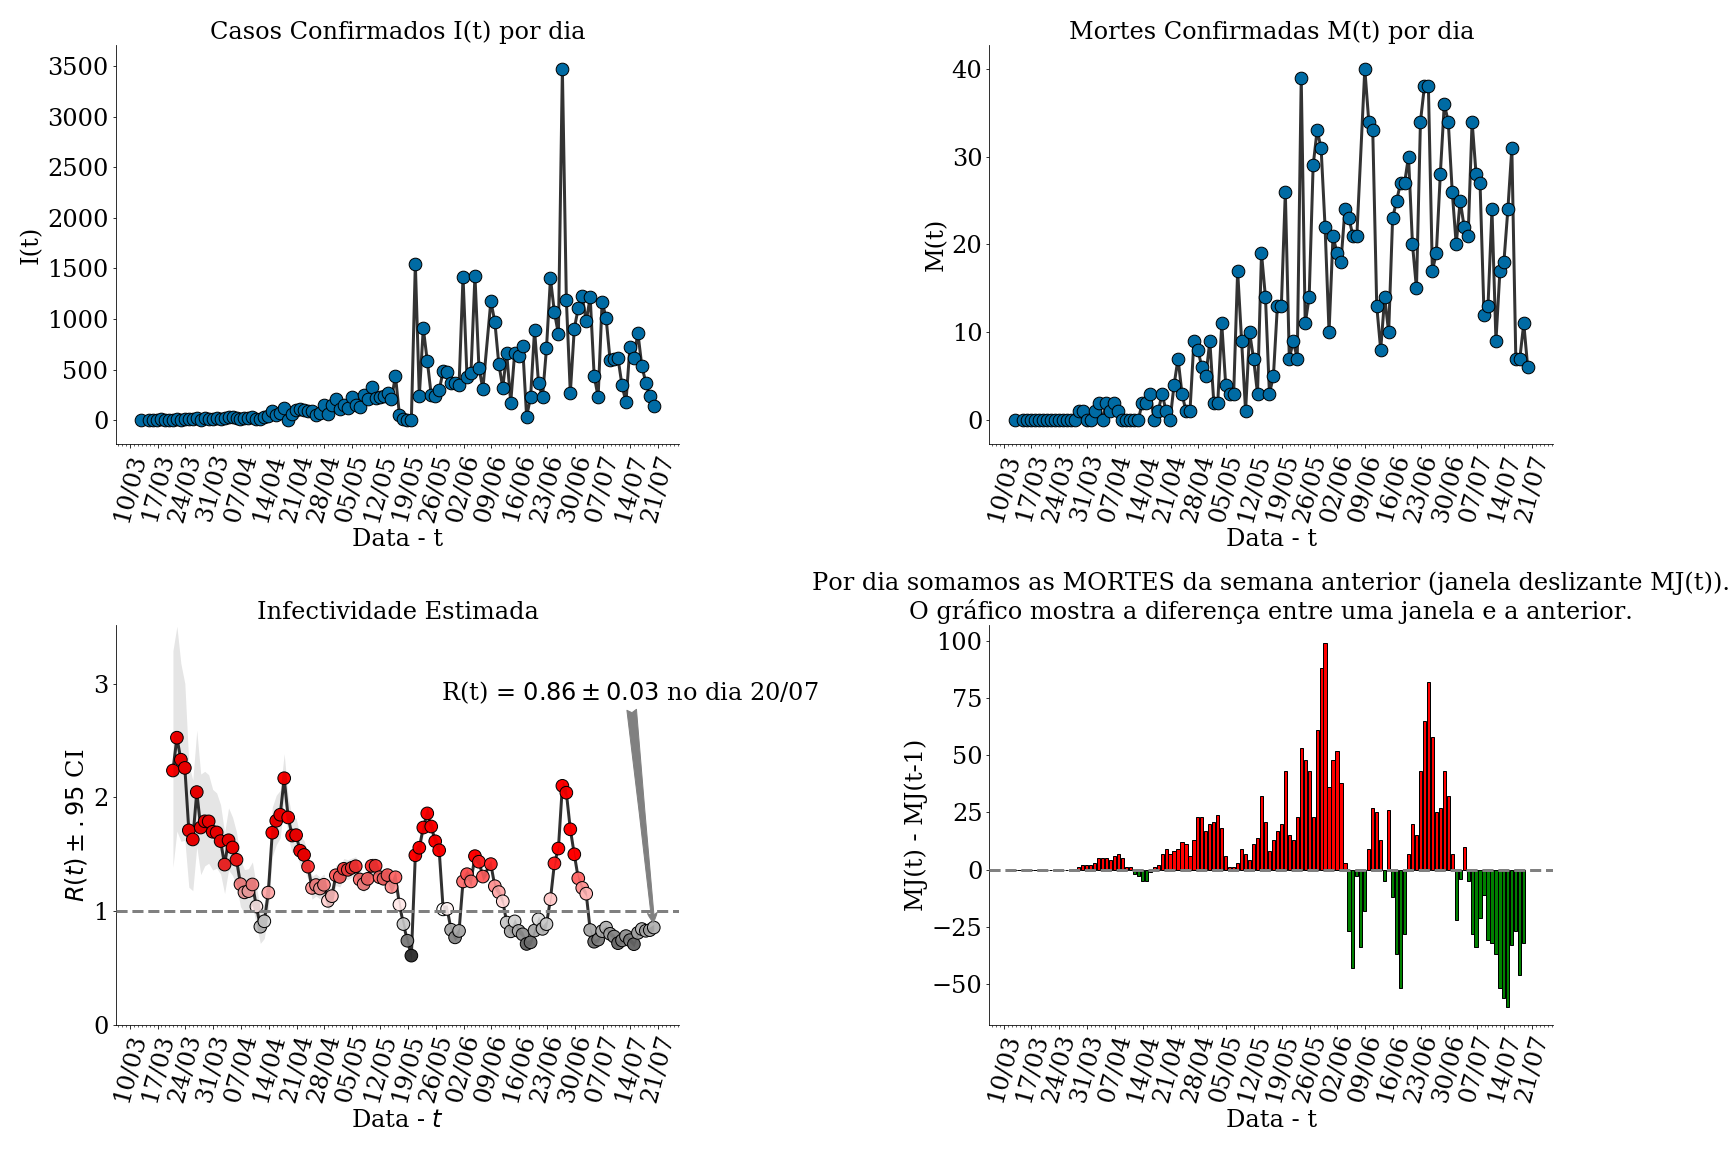 Casos Confirmados I(t) por dia
3500
3000
2500
2000
1500
1000
500
0
I(t)
10/03 17/03 24/03 31/03 07/04 14/04 21/04 28/04 05/05 12/05 19/05 26/05 02/06 09/06 16/06 23/06 30/06 07/07 14/07 21/07
Data - t
Mortes Confirmadas M(t) por dia
40
30
20
10
0
M(t)
10/03 17/03 24/03 31/03 07/04 14/04 21/04 28/04 05/05 12/05 19/05 26/05 02/06 09/06 16/06 23/06 30/06 07/07 14/07 21/07
Data - t
Infectividade Estimada
3
2
1
0
R(t) ± .95 CI
R(t) = 0.86 ± 0.03 no dia 20/07
10/03 17/03 24/03 31/03 07/04 14/04 21/04 28/04 05/05 12/05 19/05 26/05 02/06 09/06 16/06 23/06 30/06 07/07 14/07 21/07
Data - t
Por dia somamos as MORTES da semana anterior (janela deslizante MJ(t)).
O gráfico mostra a diferença entre uma janela e a anterior.
100
75
50
25
0
−25
−50
MJ(t) - MJ(t-1)
10/03 17/03 24/03 31/03 07/04 14/04 21/04 28/04 05/05 12/05 19/05 26/05 02/06 09/06 16/06 23/06 30/06 07/07 14/07 21/07
Data - t